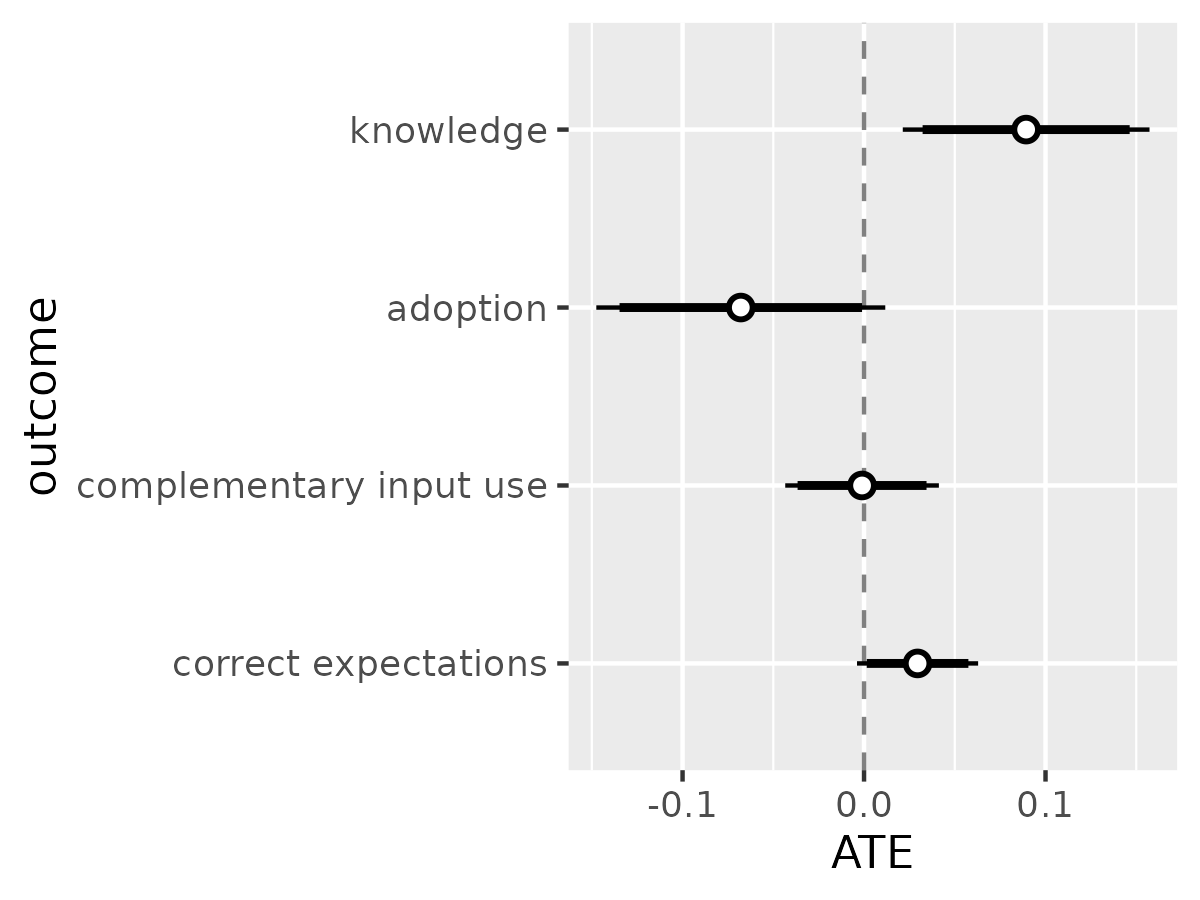 outcome
knowledge
adoption
complementary input use
correct expectations
-0.1
0.0
0.1
ATE